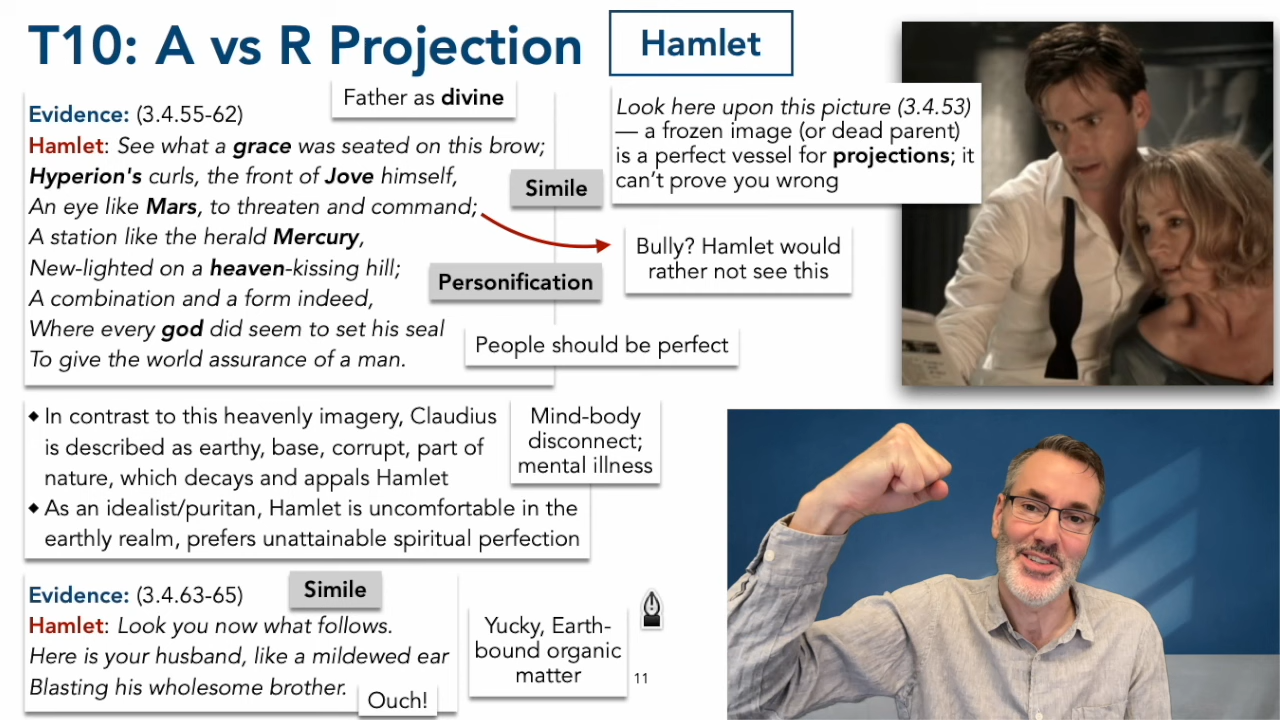 T10: A vs R Projection
Hamlet
Father as divine
Evidence: (3.4.55-62)
Hamlet: See what a grace was seated on this brow;
Hyperion's curls, the front of Jove himself,
An eye like Mars, to threaten and command;
A station like the herald Mercury,
New-lighted on a heaven-kissing hill;
A combination and a form indeed,
Where every god did seem to set his seal
To give the world assurance of a man.
Simile
Personification
People should be perfect
Look here upon this picture (3.4.53)
— a frozen image (or dead parent)
is a perfect vessel for projections; it
can't prove you wrong
Bully? Hamlet would
rather not see this
◆ In contrast to this heavenly imagery, Claudius
is described as earthy, base, corrupt, part of
nature, which decays and appals Hamlet
◆ As an idealist/puritan, Hamlet is uncomfortable in the
earthly realm, prefers unattainable spiritual perfection
Mind-body
disconnect;
mental illness
Evidence: (3.4.63-65)
Simile
Hamlet: Look you now what follows.
Here is your husband, like a mildewed ear
Blasting his wholesome brother.
Ouch!
Yucky, Earth-
bound organic
matter
11